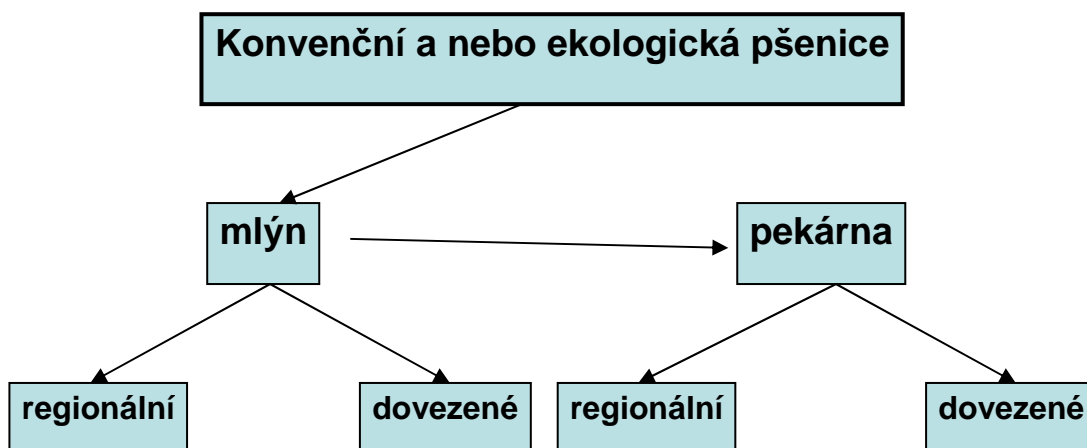 Konvenční a nebo ekologická pšenice
mlýn
pekárna
regionální
dovezené
regionální
dovezené